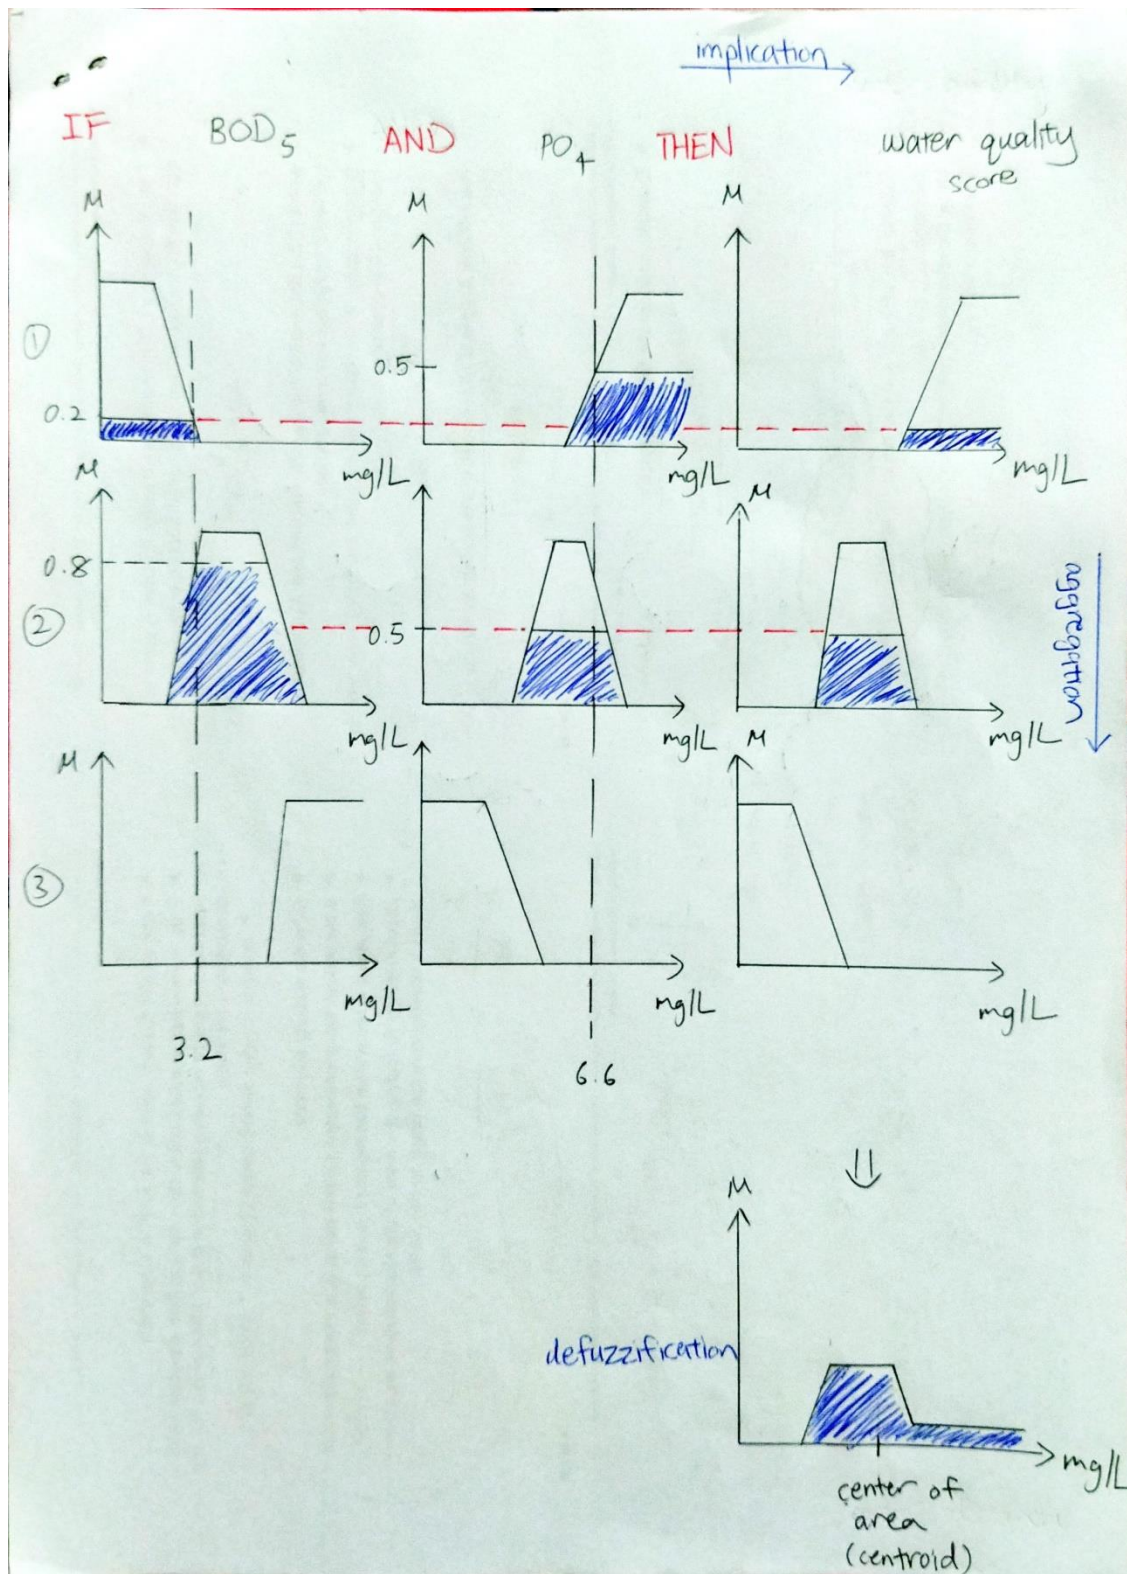 implication
IF BOD5 AND PO4 THEN water quality
score
M M M
①
0.5
0.2
mg/L mg/L mg/L
M M
0.8
② 0.5
aggregation
mg/L mg/L mg/L
M M
③
mg/L mg/L mg/L
3.2
6.6
⇓
M
defuzzification
mg/L
center of
area
(centroid)